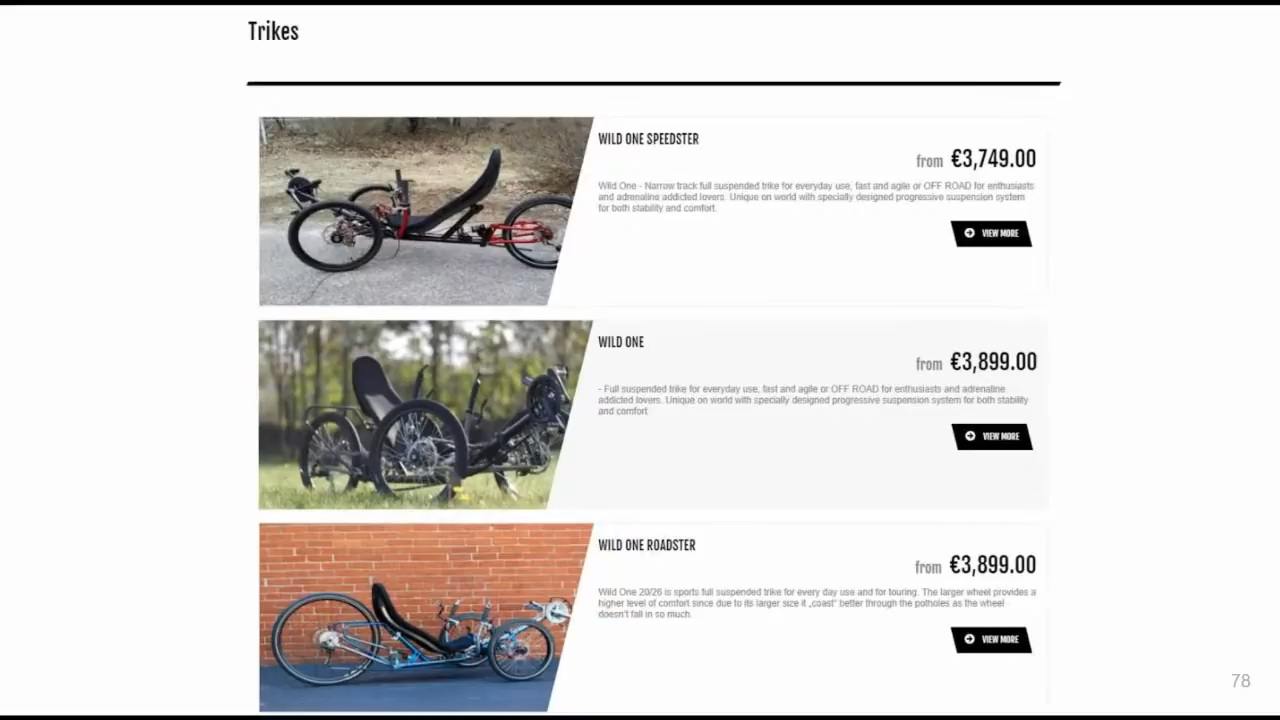 Trikes
WILD ONE SPEEDSTER
from €3,749.00
Wild One - Narrow track full suspended trike for everyday use, fast and agile or OFF ROAD for enthusiasts
and adrenaline addicted lovers. Unique on world with specially designed progressive suspension system
for both stability and comfort.
VIEW MORE
WILD ONE
from €3,899.00
- Full suspended trike for everyday use, fast and agile or OFF ROAD for enthusiasts and adrenaline
addicted lovers. Unique on world with specially designed progressive suspension system for both stability
and comfort
VIEW MORE
WILD ONE ROADSTER
from €3,899.00
Wild One 20/26 is sports full suspended trike for every day use and for touring. The larger wheel provides a
higher level of comfort since due to its larger size it „coast“ better through the potholes as the wheel
doesn't fall in so much.
VIEW MORE
78